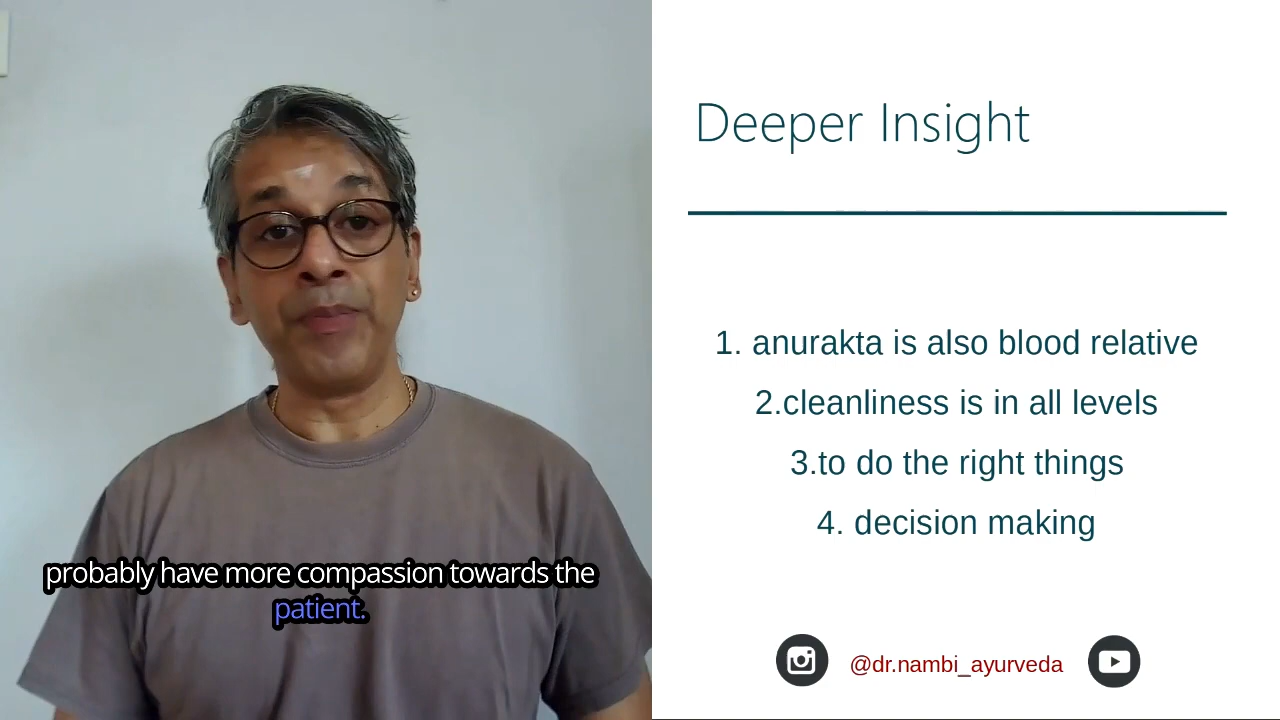 Deeper Insight
1. anurakta is also blood relative
2.cleanliness is in all levels
3.to do the right things
4. decision making
probably have more compassion towards the
patient.
@dr.nambi_ayurveda